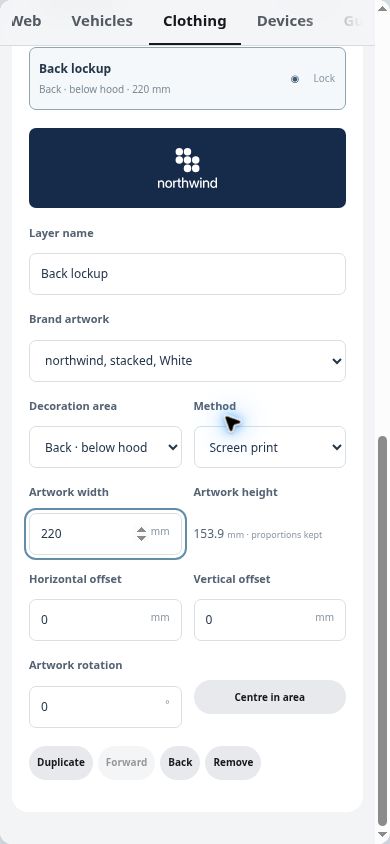 Web Vehicles Clothing Devices Gu
Back lockup
Back · below hood · 220 mm
Lock
northwind
Layer name
Back lockup
Brand artwork
northwind, stacked, White
Decoration area Method
Back · below hood Screen print
Artwork width Artwork height
220 mm 153.9 mm · proportions kept
Horizontal offset Vertical offset
0 mm 0 mm
Artwork rotation
0 °
Centre in area
Duplicate Forward Back Remove